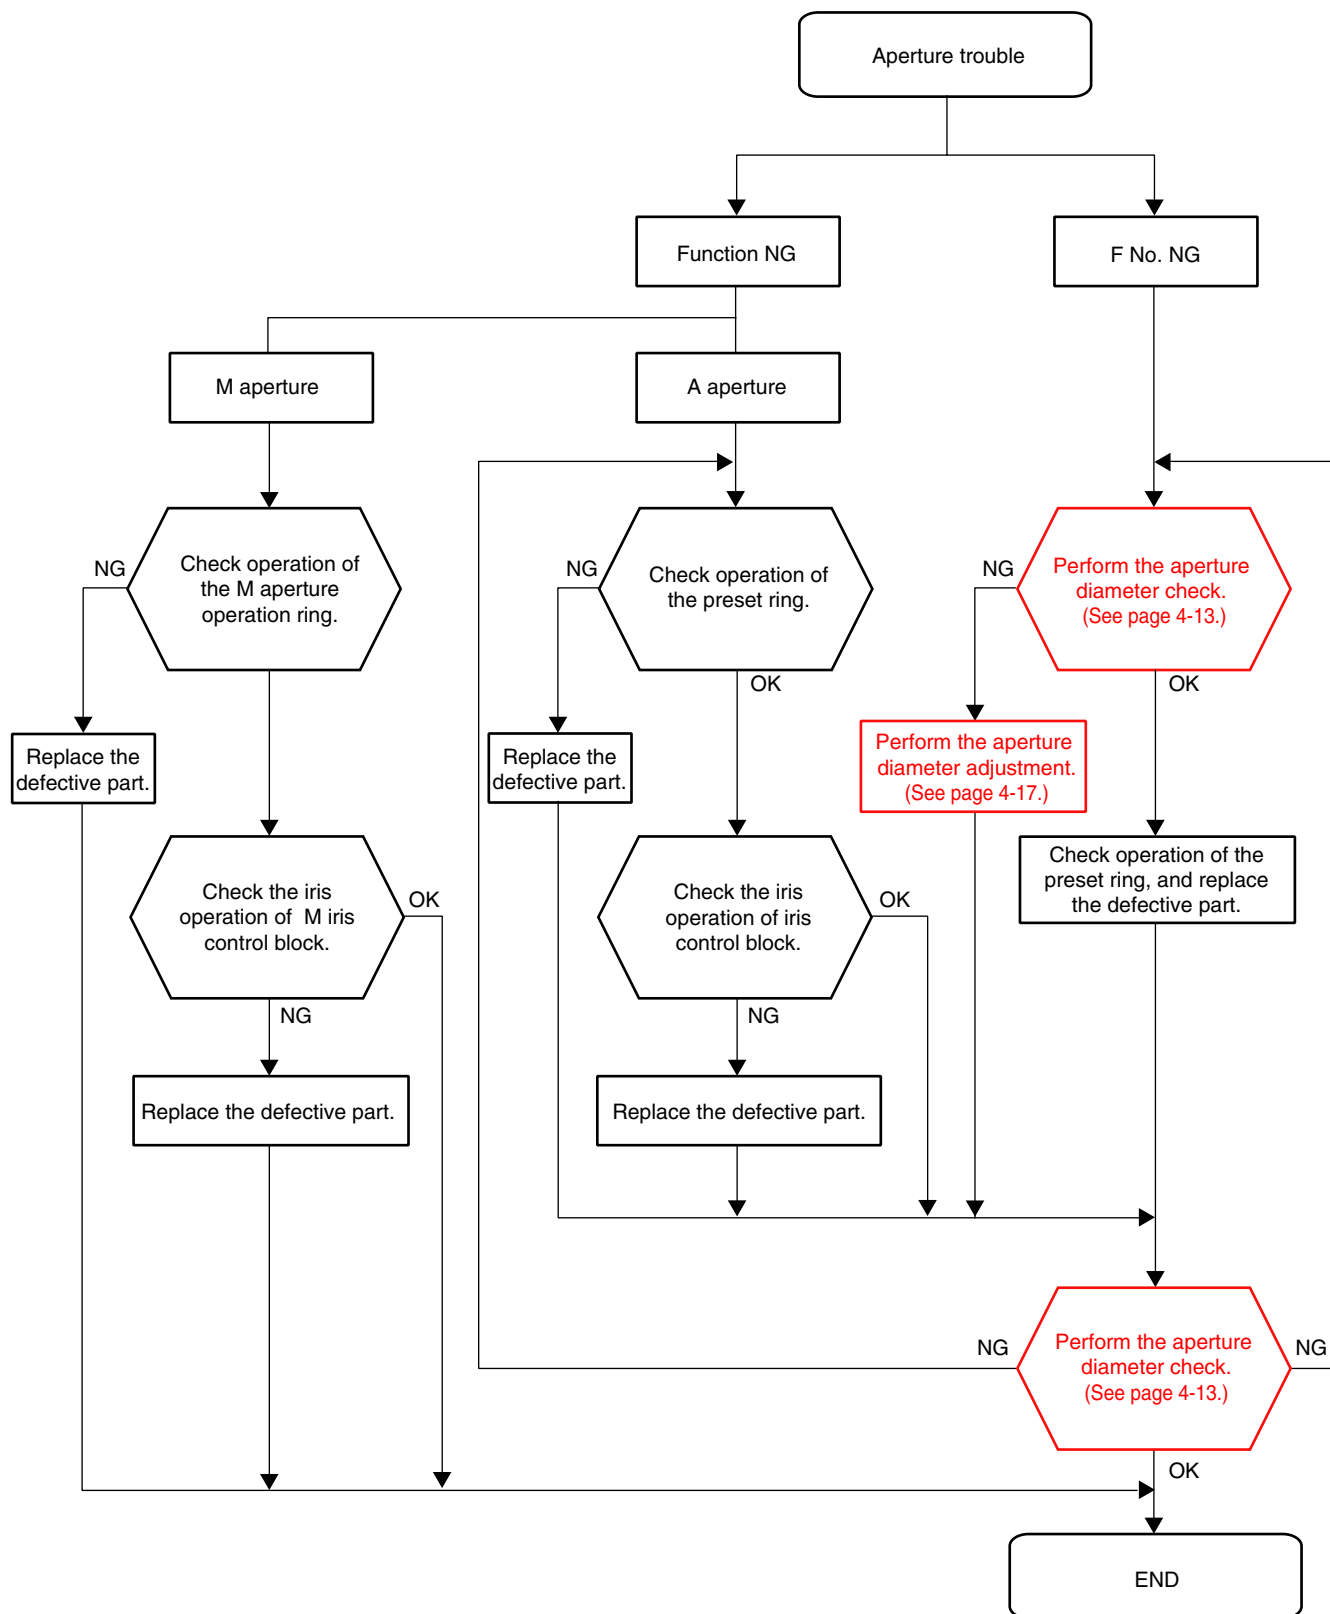 Aperture trouble
Function NG
F No. NG
M aperture
A aperture
Check operation of
the M aperture
operation ring.
NG
Check operation of
the preset ring.
NG
OK
Perform the aperture
diameter check.
(See page 4-13.)
NG
OK
Replace the
defective part.
Replace the
defective part.
Perform the aperture
diameter adjustment.
(See page 4-17.)
Check the iris
operation of M iris
control block.
OK
NG
Check the iris
operation of iris
control block.
OK
NG
Check operation of the
preset ring, and replace
the defective part.
Replace the defective part.
Replace the defective part.
NG
Perform the aperture
diameter check.
(See page 4-13.)
NG
OK
END